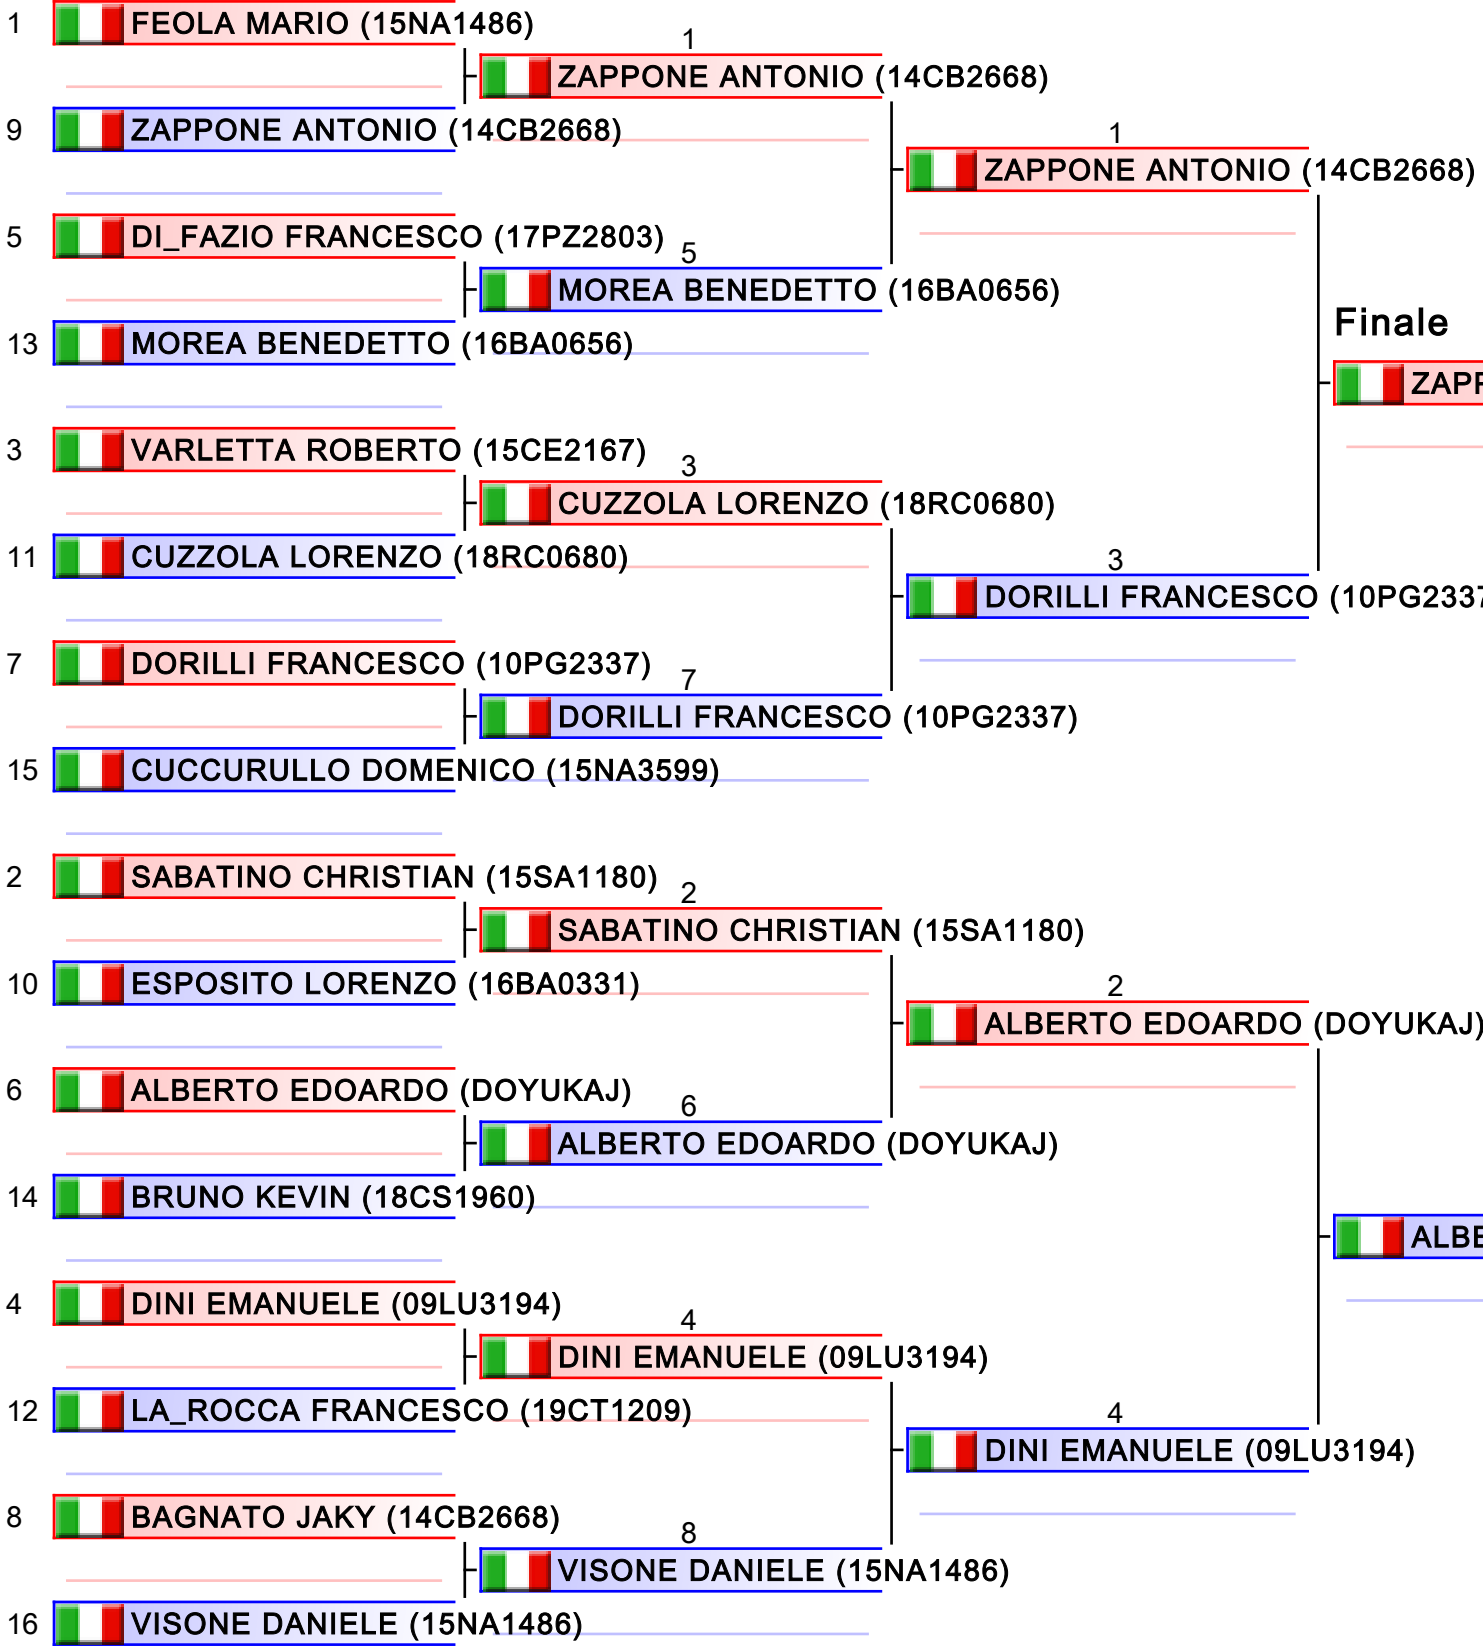 1 FEOLA MARIO (15NA1486)
9 ZAPPONE ANTONIO (14CB2668)
5 DI_FAZIO FRANCESCO (17PZ2803)
13 MOREA BENEDETTO (16BA0656)
3 VARLETTA ROBERTO (15CE2167)
11 CUZZOLA LORENZO (18RC0680)
7 DORILLI FRANCESCO (10PG2337)
15 CUCCURULLO DOMENICO (15NA3599)
2 SABATINO CHRISTIAN (15SA1180)
10 ESPOSITO LORENZO (16BA0331)
6 ALBERTO EDOARDO (DOYUKAJ)
14 BRUNO KEVIN (18CS1960)
4 DINI EMANUELE (09LU3194)
12 LA_ROCCA FRANCESCO (19CT1209)
8 BAGNATO JAKY (14CB2668)
16 VISONE DANIELE (15NA1486)
1
ZAPPONE ANTONIO (14CB2668)
5
MOREA BENEDETTO (16BA0656)
3
CUZZOLA LORENZO (18RC0680)
7
DORILLI FRANCESCO (10PG2337)
2
SABATINO CHRISTIAN (15SA1180)
6
ALBERTO EDOARDO (DOYUKAJ)
4
DINI EMANUELE (09LU3194)
8
VISONE DANIELE (15NA1486)
1
ZAPPONE ANTONIO (14CB2668)
3
DORILLI FRANCESCO (10PG2337
2
ALBERTO EDOARDO (DOYUKAJ)
4
DINI EMANUELE (09LU3194)
Finale